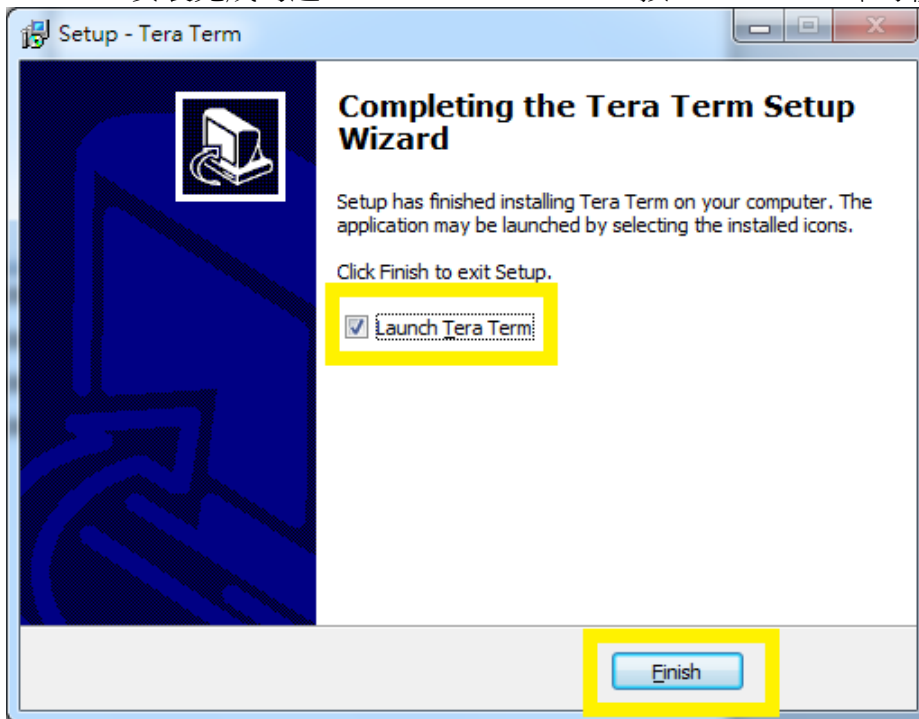 Setup - Tera Term
Completing the Tera Term Setup
Wizard
Setup has finished installing Tera Term on your computer. The
application may be launched by selecting the installed icons.
Click Finish to exit Setup.
Launch Tera Term
Finish